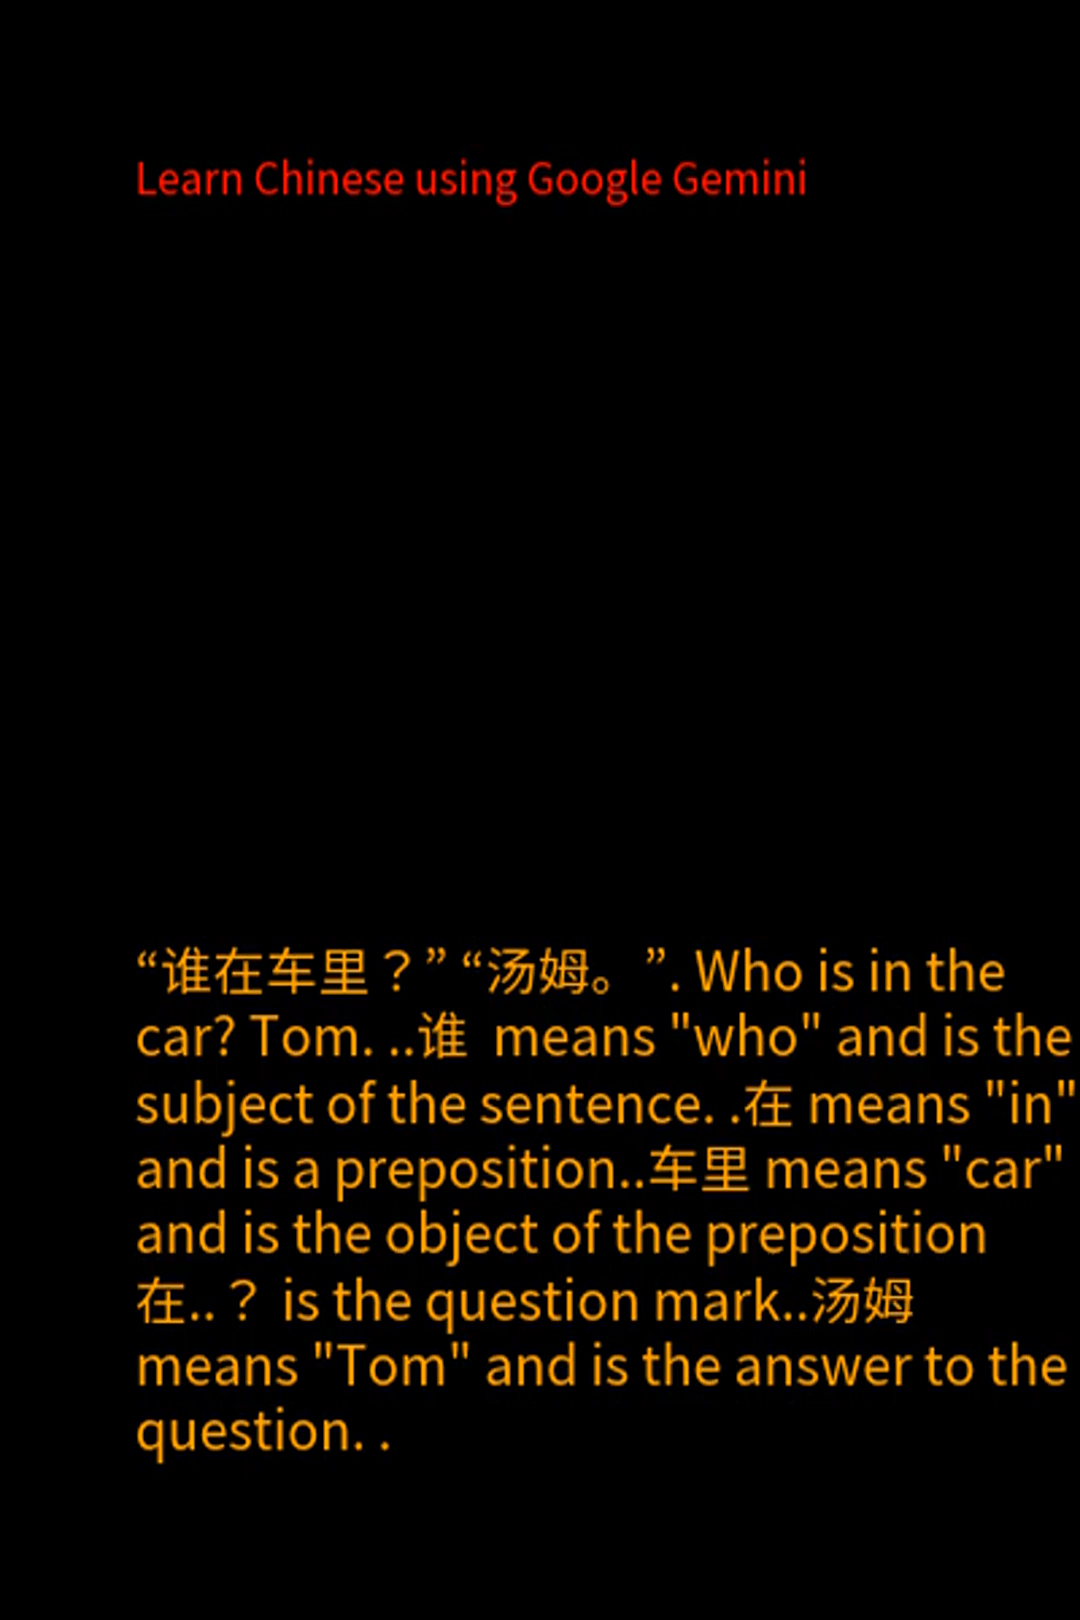 Learn Chinese using Google Gemini
“谁在车里？” “汤姆。”. Who is in the
car? Tom. ..谁 means "who" and is the
subject of the sentence. .在 means "in"
and is a preposition..车里 means "car"
and is the object of the preposition
在..？ is the question mark..汤姆
means "Tom" and is the answer to the
question. .